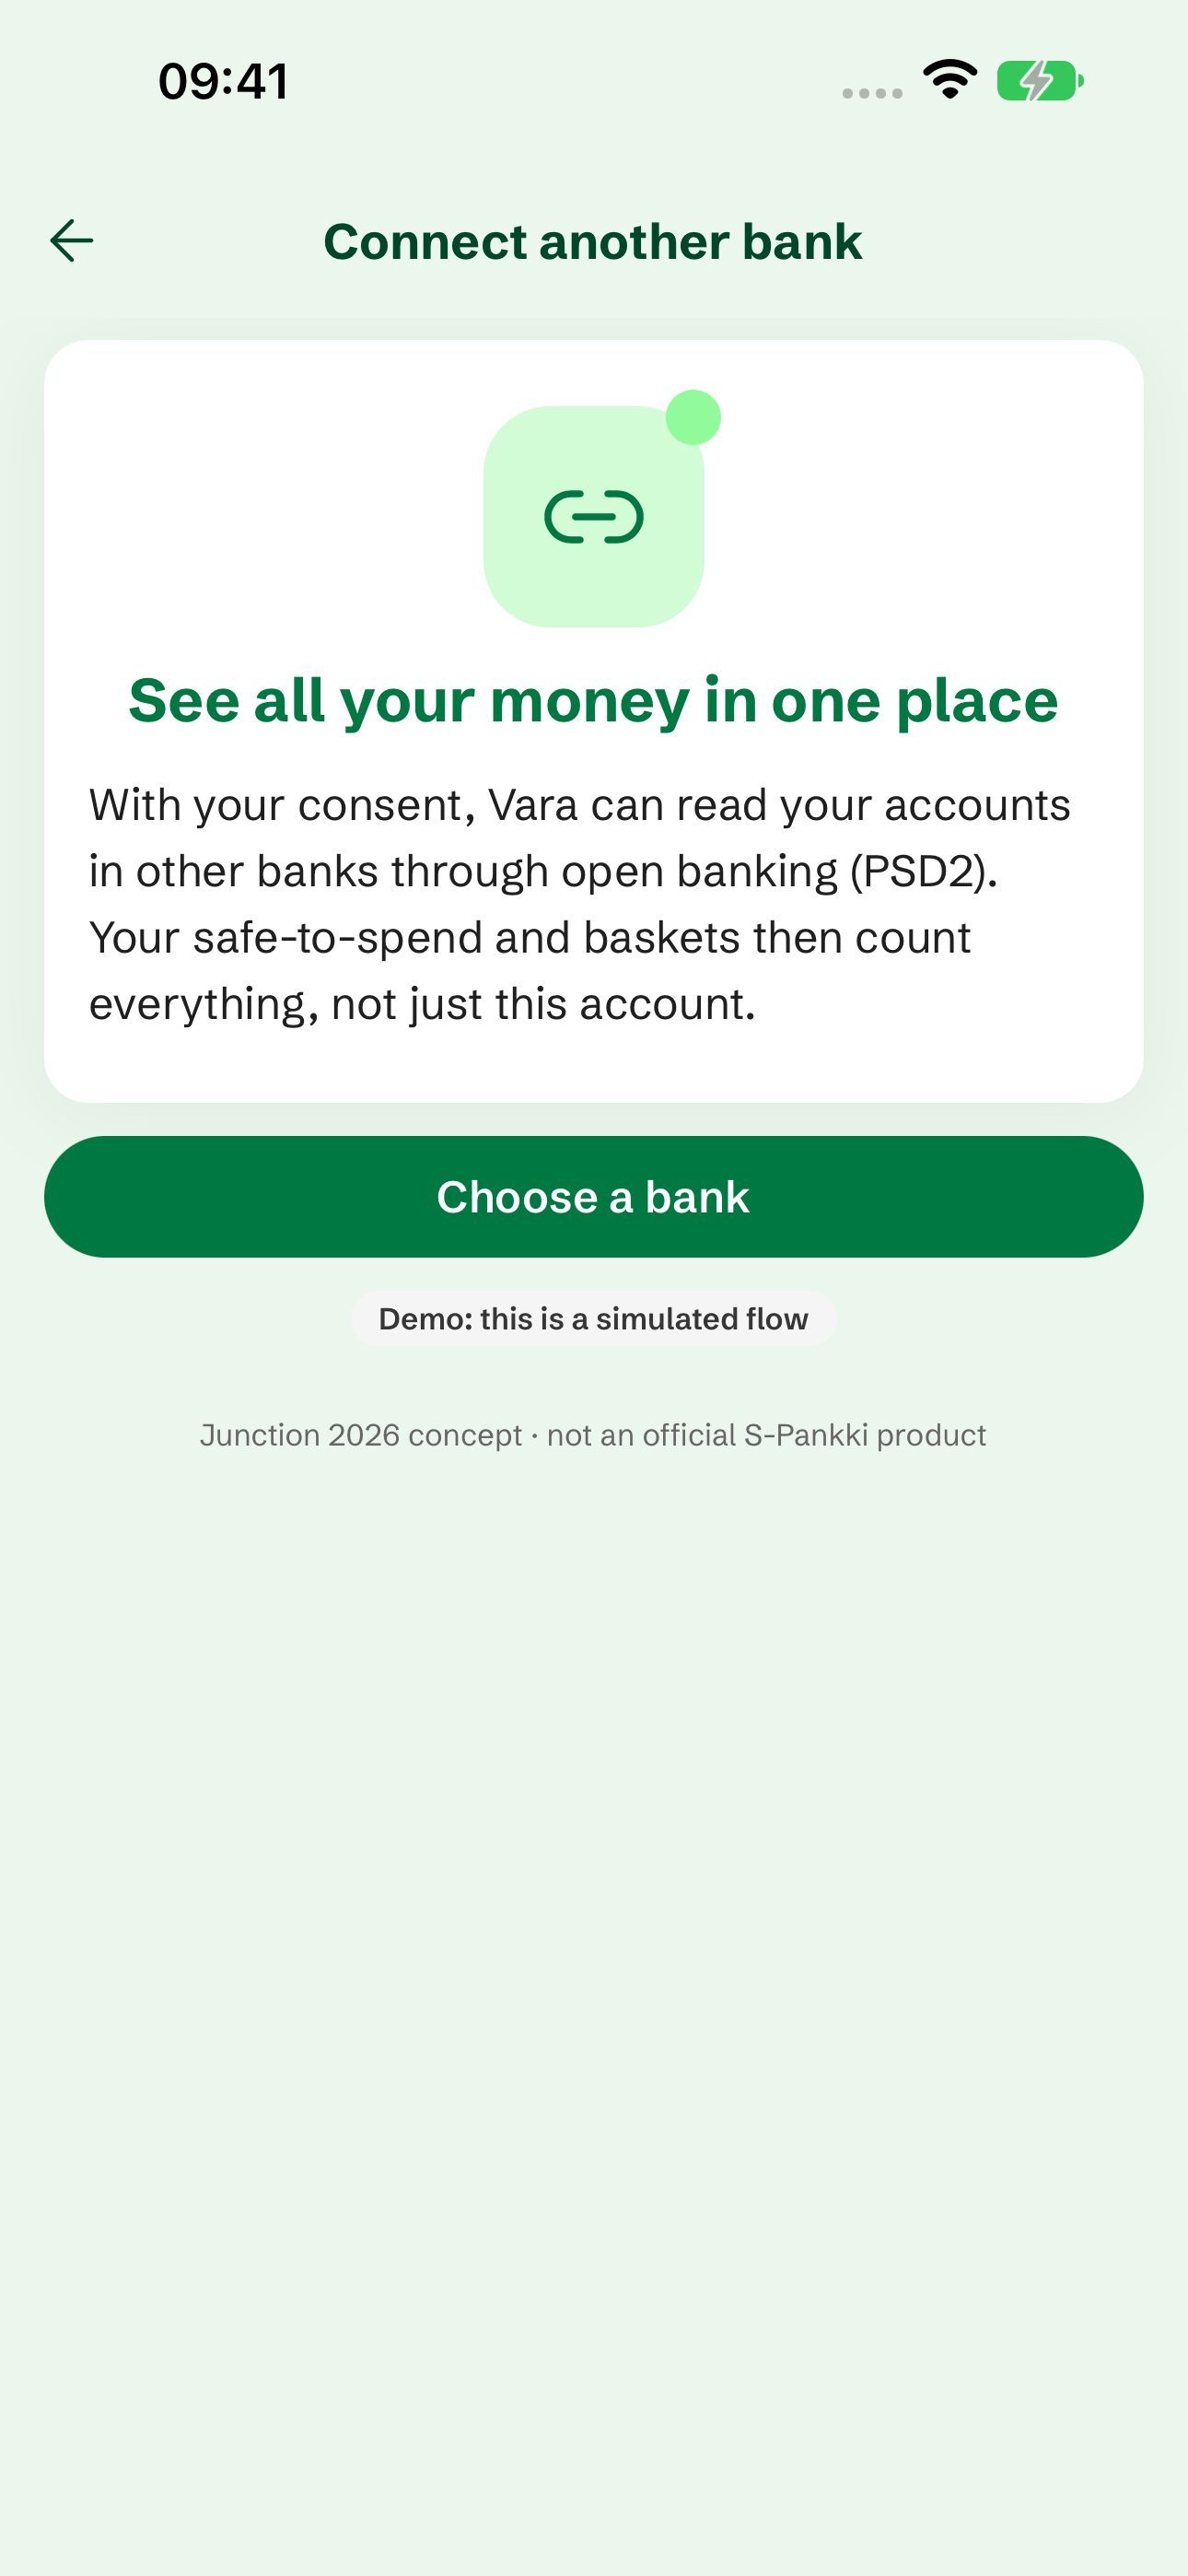 09:41
Connect another bank
See all your money in one place
With your consent, Vara can read your accounts
in other banks through open banking (PSD2).
Your safe-to-spend and baskets then count
everything, not just this account.
Choose a bank
Demo: this is a simulated flow
Junction 2026 concept · not an official S-Pankki product